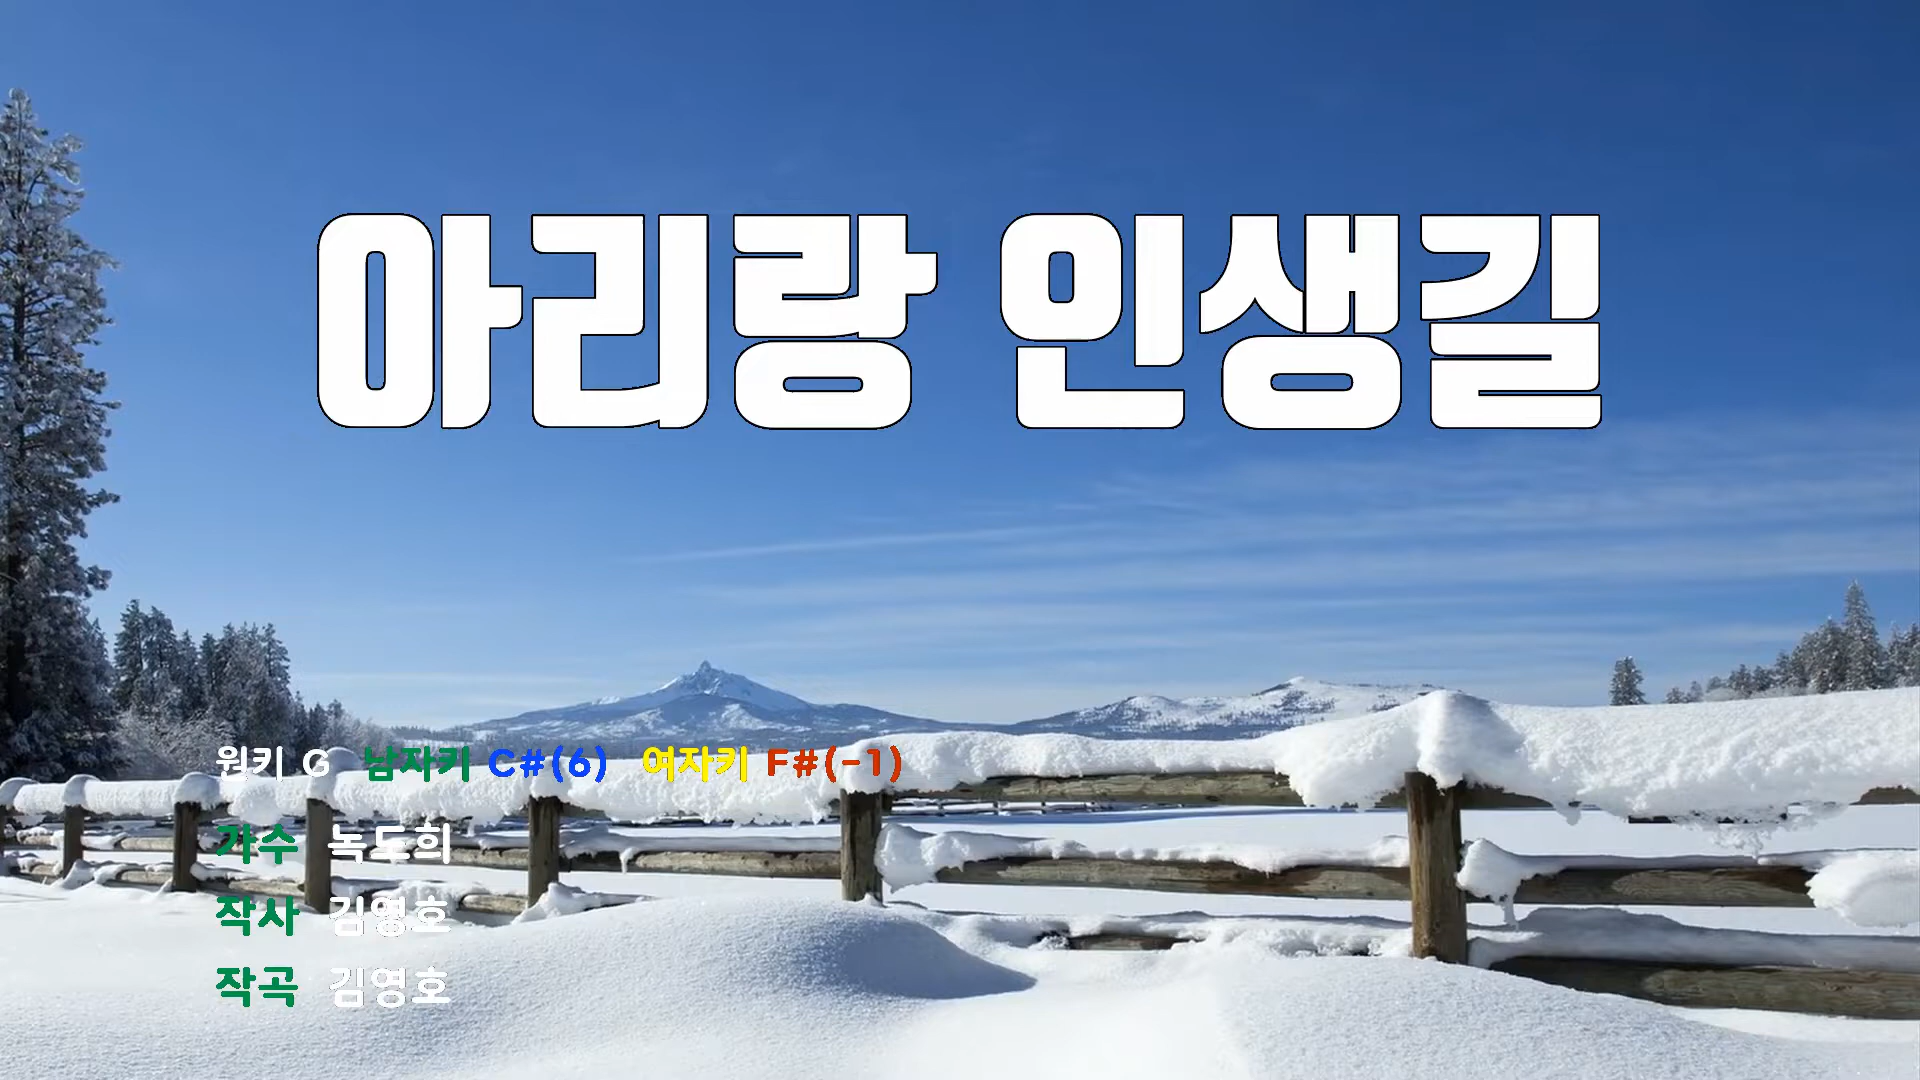 아리랑 인생길
원키 G 남자키 C#(6) 여자키 F#(-1)
가수 녹도희
작사 김영호
작곡 김영호